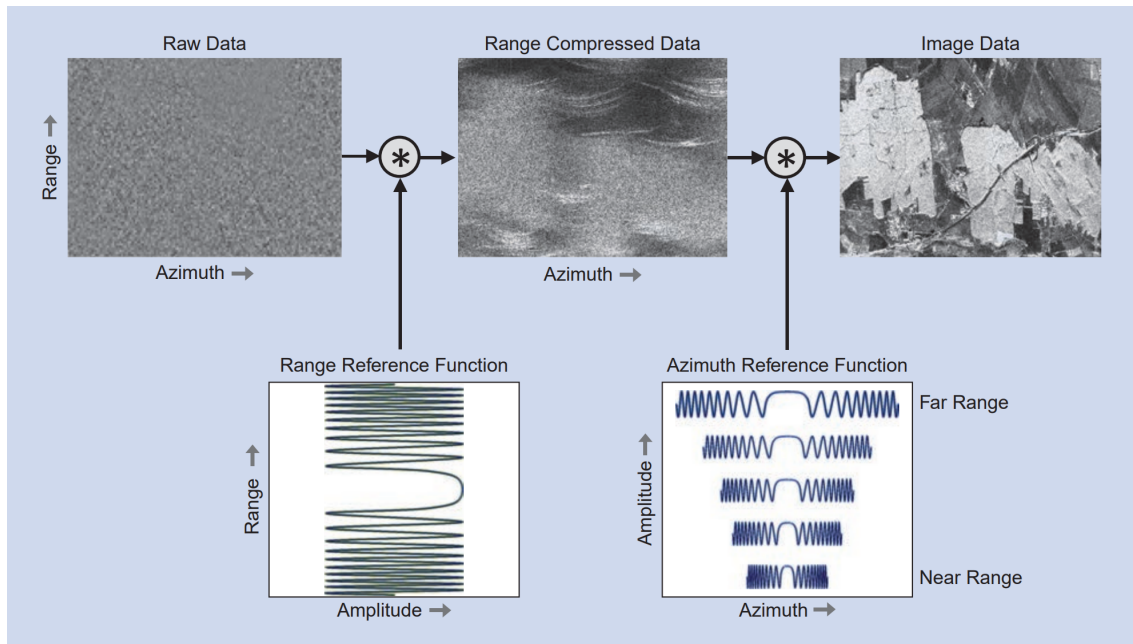 Raw Data
Range Compressed Data
Image Data
Range →
*
*
Azimuth →
Azimuth →
Range Reference Function
Azimuth Reference Function
Range →
Amplitude →
Far Range
Near Range
Amplitude →
Azimuth →